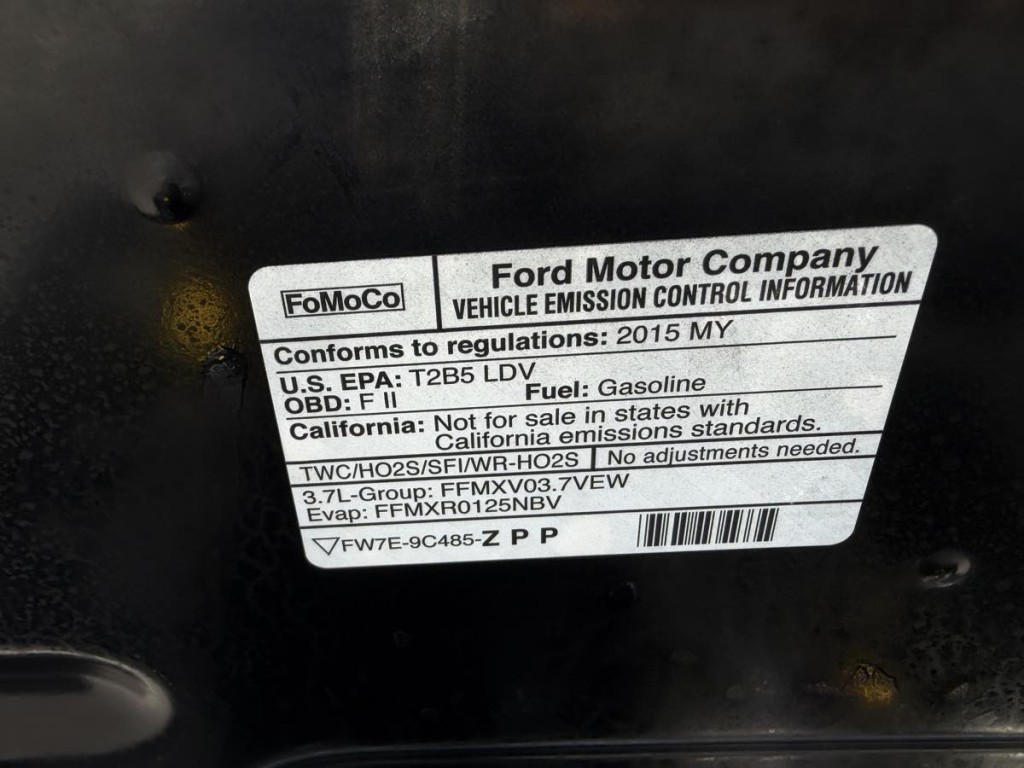 FoMoCo
Ford Motor Company
VEHICLE EMISSION CONTROL INFORMATION
Conforms to regulations: 2015 MY
U.S. EPA: T2B5 LDV
OBD: F II Fuel: Gasoline
California: Not for sale in states with
California emissions standards.
TWC/HO2S/SFI/WR-HO2S No adjustments needed.
3.7L-Group: FFMXV03.7VEW
Evap: FFMXR0125NBV
FW7E-9C485-Z P P